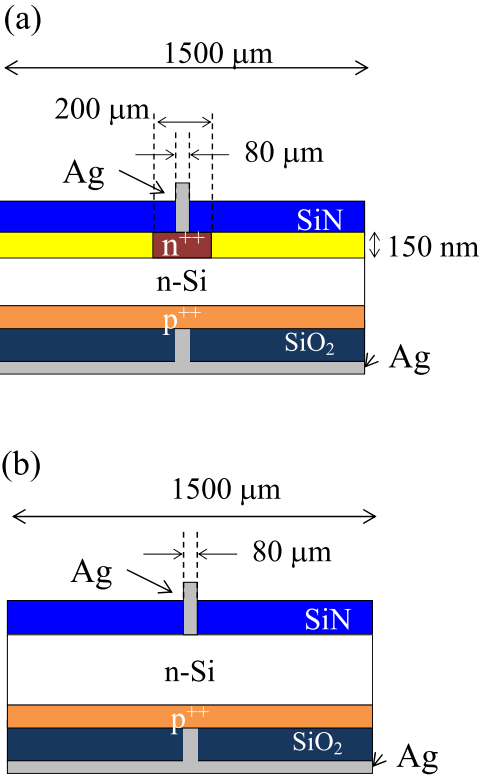 (a)
1500 μm
200 μm
80 μm
Ag
SiN
n++
150 nm
n-Si
p++
SiO2
Ag
(b)
1500 μm
80 μm
Ag
SiN
n-Si
p++
SiO2
Ag